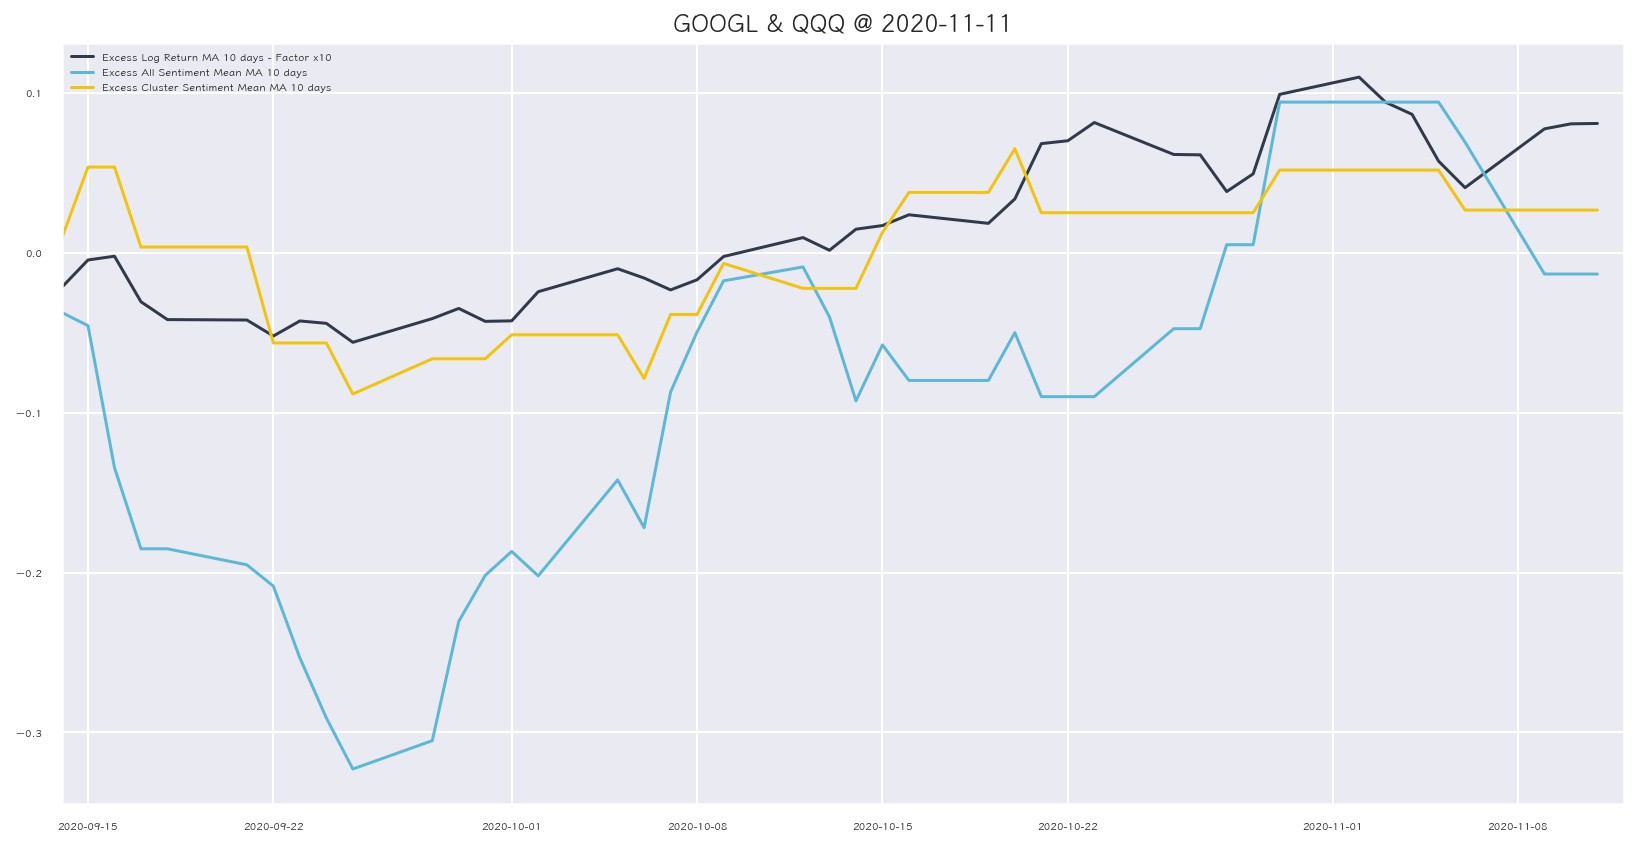 GOOGL & QQQ @ 2020-11-11
Excess Log Return MA 10 days - Factor x10
Excess All Sentiment Mean MA 10 days
Excess Cluster Sentiment Mean MA 10 days
0.1
0.0
−0.1
−0.2
−0.3
2020-09-15 2020-09-22 2020-10-01 2020-10-08 2020-10-15 2020-10-22 2020-11-01 2020-11-08